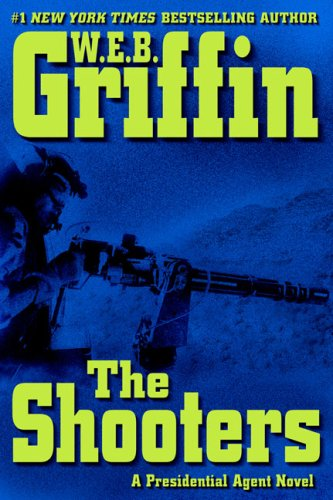 #1 NEW YORK TIMES BESTSELLING AUTHOR
W.E.B.
Griffin
The
Shooters
A Presidential Agent Novel